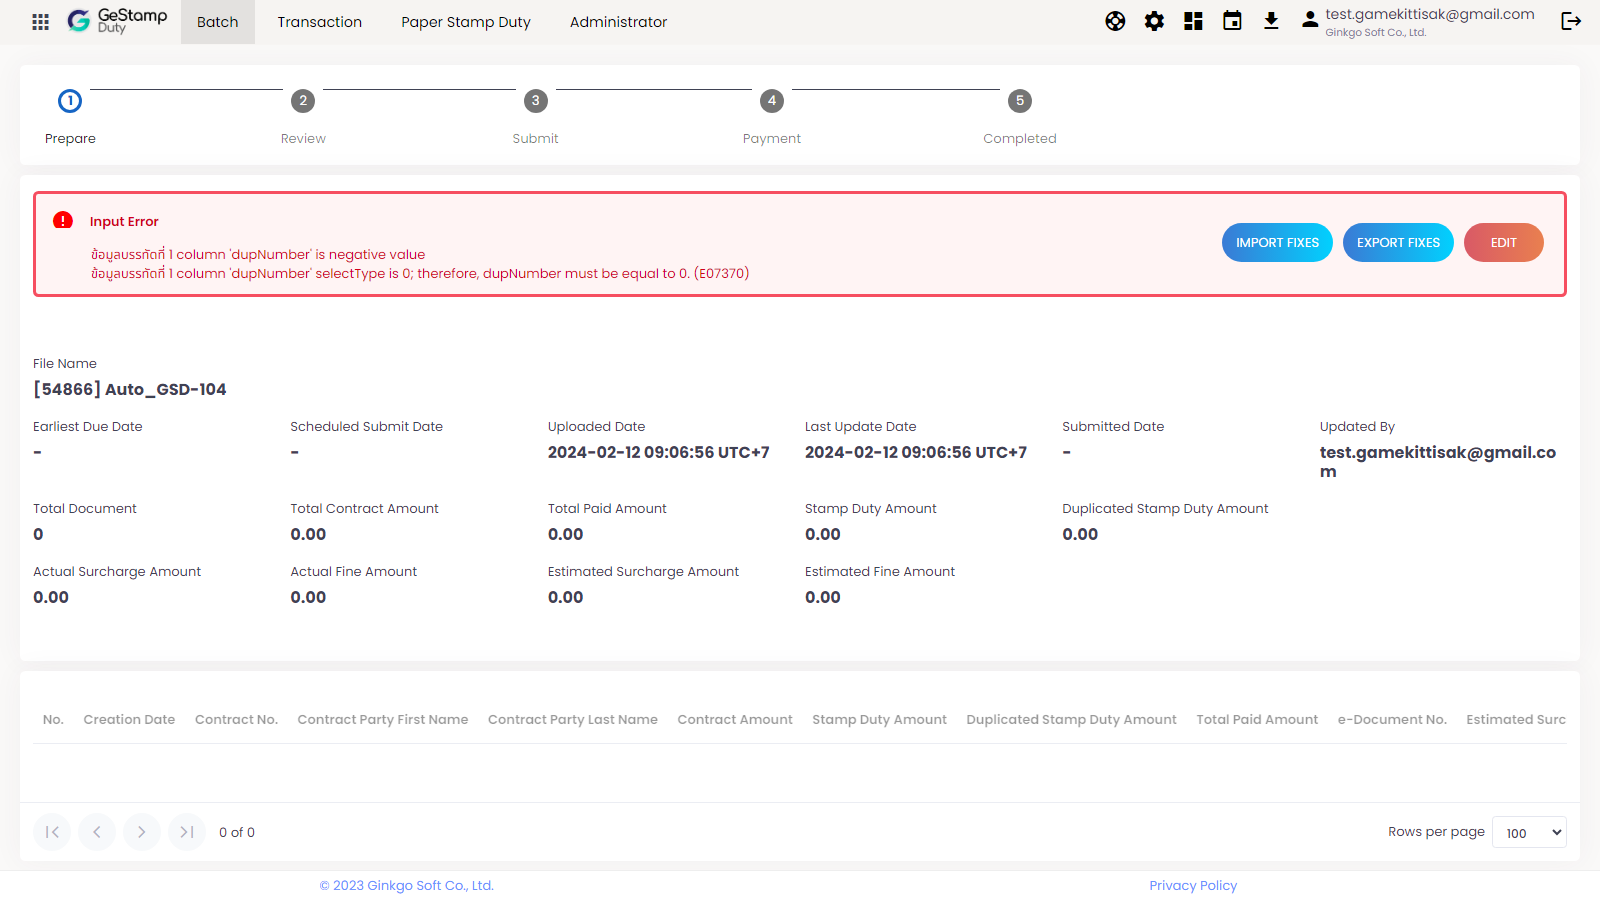 GeStamp
Duty
Batch
Transaction
Paper Stamp Duty
Administrator
test.gamekittisak@gmail.com
Ginkgo Soft Co., Ltd.
1
2
3
4
5
Prepare
Review
Submit
Payment
Completed
Input Error
ข้อมูลบรรทัดที่ 1 column 'dupNumber' is negative value
ข้อมูลบรรทัดที่ 1 column 'dupNumber' selectType is 0; therefore, dupNumber must be equal to 0. (E07370)
IMPORT FIXES
EXPORT FIXES
EDIT
File Name
[54866] Auto_GSD-104
Earliest Due Date
Scheduled Submit Date
Uploaded Date
Last Update Date
Submitted Date
Updated By
-
-
2024-02-12 09:06:56 UTC+7
2024-02-12 09:06:56 UTC+7
-
test.gamekittisak@gmail.co
m
Total Document
Total Contract Amount
Total Paid Amount
Stamp Duty Amount
Duplicated Stamp Duty Amount
0
0.00
0.00
0.00
0.00
Actual Surcharge Amount
Actual Fine Amount
Estimated Surcharge Amount
Estimated Fine Amount
0.00
0.00
0.00
0.00
No.
Creation Date
Contract No.
Contract Party First Name
Contract Party Last Name
Contract Amount
Stamp Duty Amount
Duplicated Stamp Duty Amount
Total Paid Amount
e-Document No.
Estimated Surc
0 of 0
Rows per page
100
© 2023 Ginkgo Soft Co., Ltd.
Privacy Policy